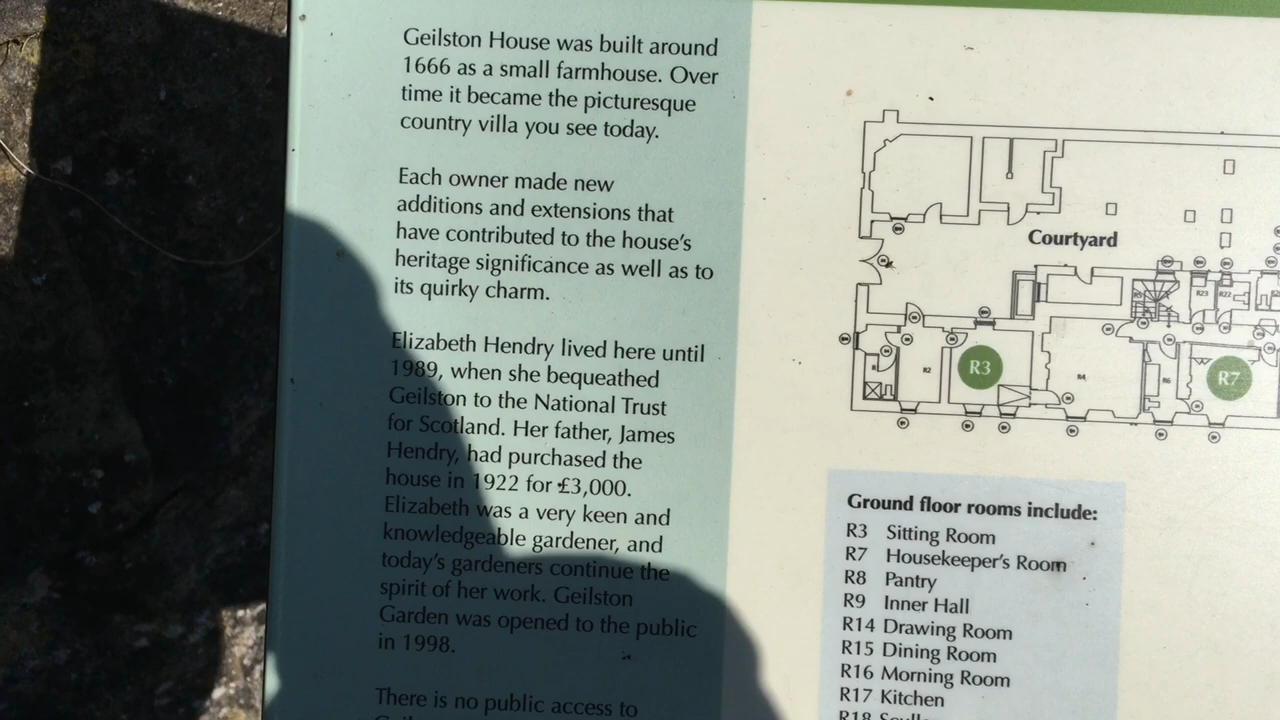 Geilston House was built around
1666 as a small farmhouse. Over
time it became the picturesque
country villa you see today.
Each owner made new
additions and extensions that
have contributed to the house's
heritage significance as well as to
its quirky charm.
Elizabeth Hendry lived here until
1989, when she bequeathed
Geilston to the National Trust
for Scotland. Her father, James
Hendry, had purchased the
house in 1922 for £3,000.
Elizabeth was a very keen and
knowledgeable gardener, and
today's gardeners continue the
spirit of her work. Geilston
Garden was opened to the public
in 1998.
There is no public access to
Courtyard
R23
R22
R2
R3
R4
R6
R7
Ground floor rooms include:
R3 Sitting Room
R7 Housekeeper's Room
R8 Pantry
R9 Inner Hall
R14 Drawing Room
R15 Dining Room
R16 Morning Room
R17 Kitchen
R18